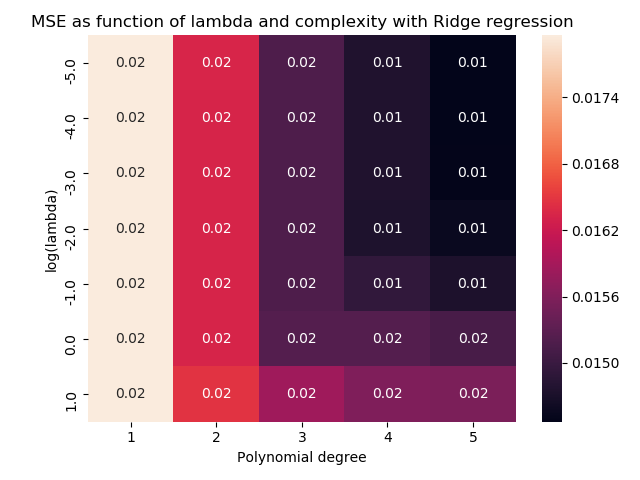 MSE as function of lambda and complexity with Ridge regression
log(lambda)
-5.0 0.02 0.02 0.02 0.01 0.01
-4.0 0.02 0.02 0.02 0.01 0.01
-3.0 0.02 0.02 0.02 0.01 0.01
-2.0 0.02 0.02 0.02 0.01 0.01
-1.0 0.02 0.02 0.02 0.01 0.01
0.0 0.02 0.02 0.02 0.02 0.02
1.0 0.02 0.02 0.02 0.02 0.02
1 2 3 4 5
Polynomial degree
0.0174
0.0168
0.0162
0.0156
0.0150